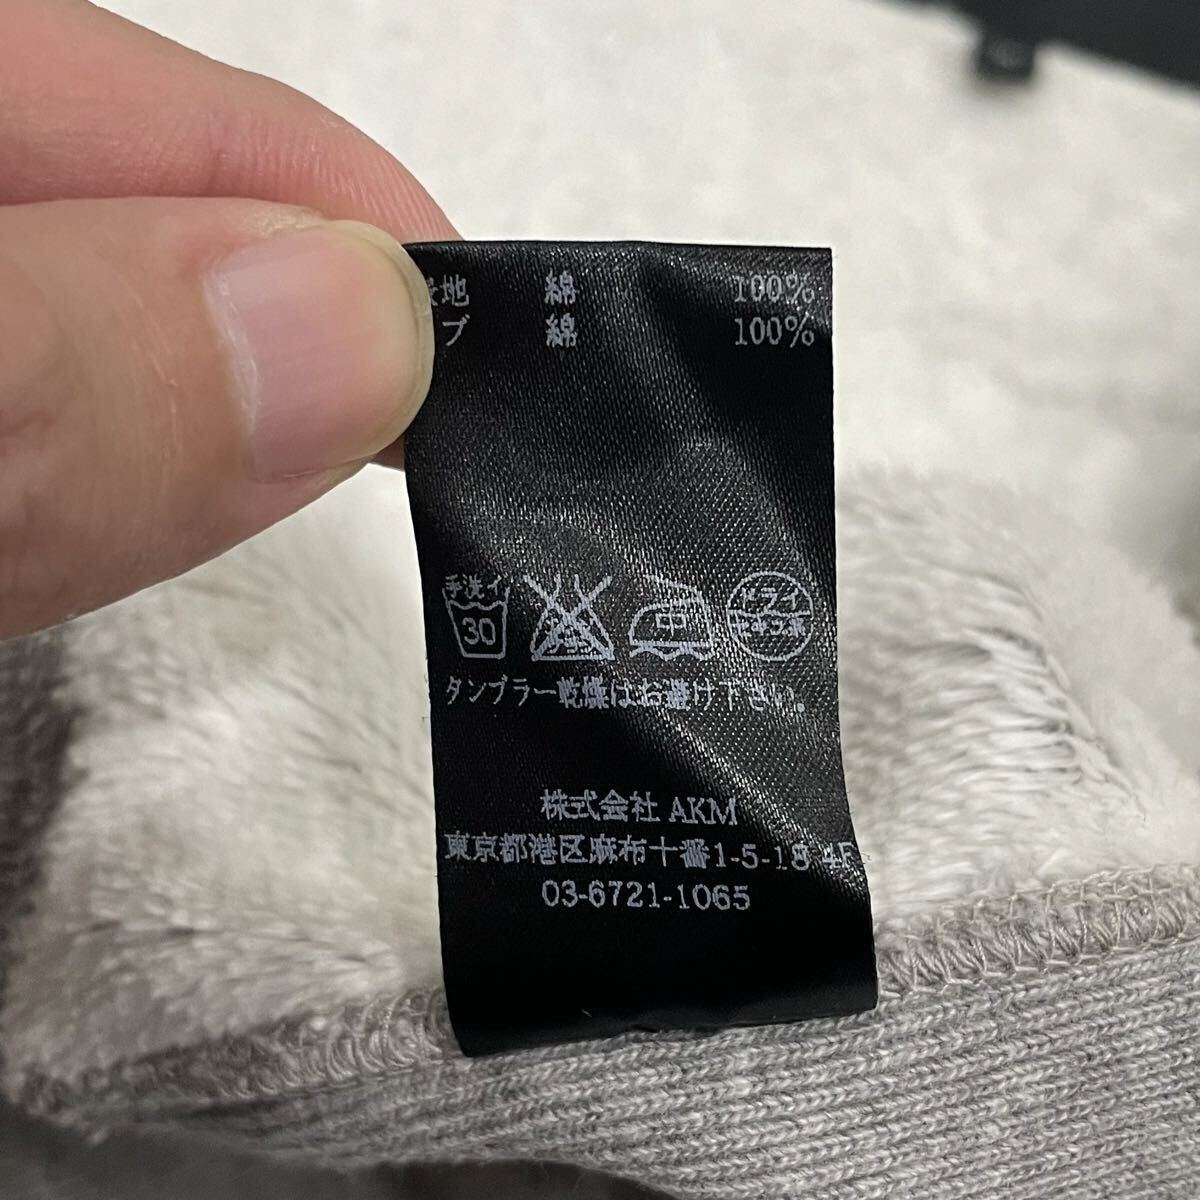 地 綿 100%
ブ 綿 100%
手洗イ ドライ
30 中
タンブラー乾燥はお避け下さい。
株式会社 AKM
東京都港区麻布十番1-5-18 4F
03-6721-1065